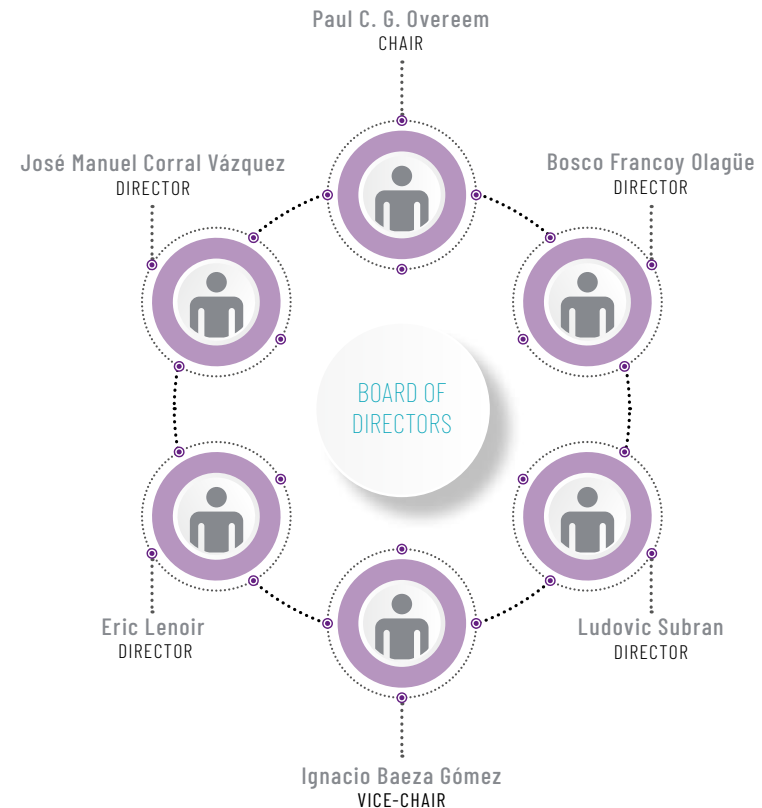 Paul C. G. Overeem
CHAIR
José Manuel Corral Vázquez
DIRECTOR
Bosco Francoy Olagüe
DIRECTOR
BOARD OF
DIRECTORS
Eric Lenoir
DIRECTOR
Ludovic Subran
DIRECTOR
Ignacio Baeza Gómez
VICE-CHAIR